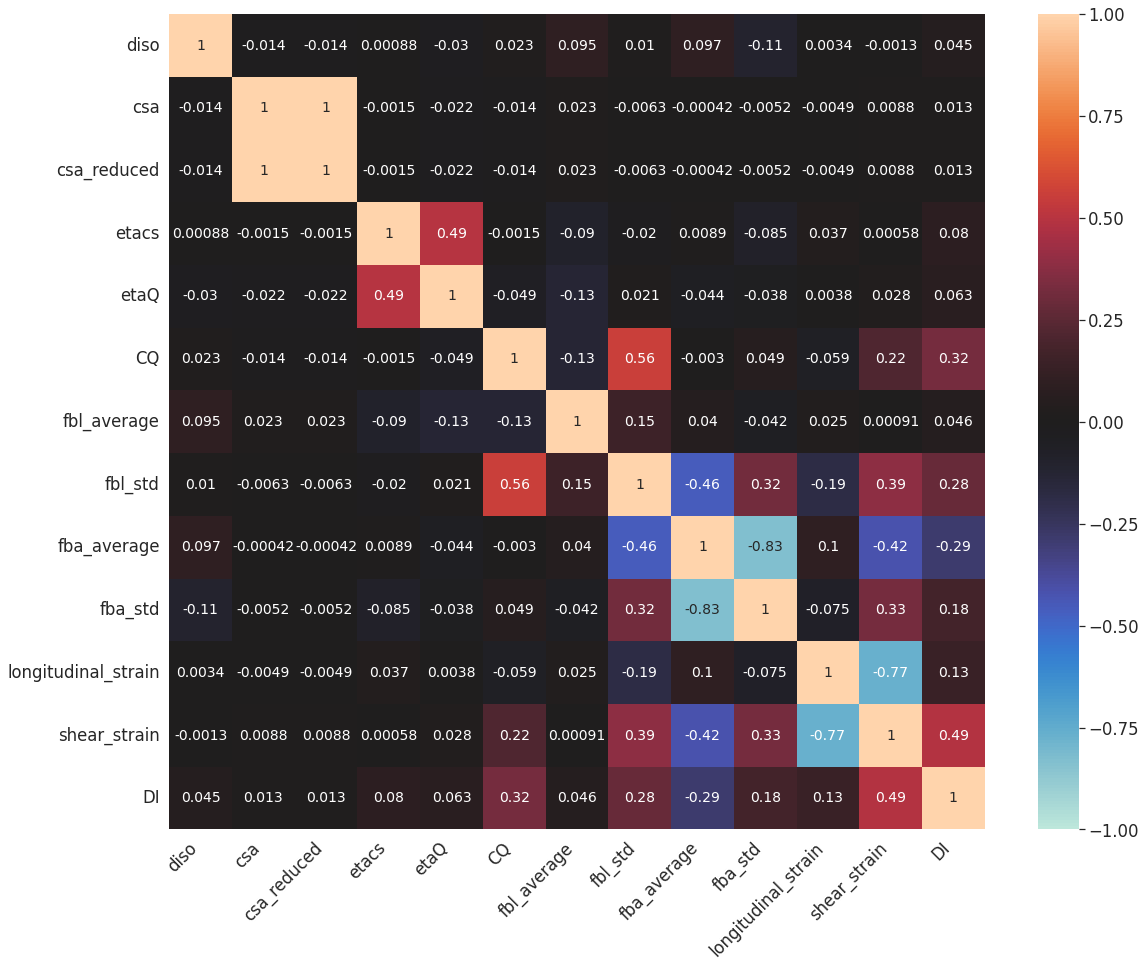 diso 1 -0.014 -0.014 0.00088 -0.03 0.023 0.095 0.01 0.097 -0.11 0.0034 -0.0013 0.045
csa -0.014 1 1 -0.0015 -0.022 -0.014 0.023 -0.0063 -0.00042 -0.0052 -0.0049 0.0088 0.013
csa_reduced -0.014 1 1 -0.0015 -0.022 -0.014 0.023 -0.0063 -0.00042 -0.0052 -0.0049 0.0088 0.013
etacs 0.00088 -0.0015 -0.0015 1 0.49 -0.0015 -0.09 -0.02 0.0089 -0.085 0.037 0.00058 0.08
etaQ -0.03 -0.022 -0.022 0.49 1 -0.049 -0.13 0.021 -0.044 -0.038 0.0038 0.028 0.063
CQ 0.023 -0.014 -0.014 -0.0015 -0.049 1 -0.13 0.56 -0.003 0.049 -0.059 0.22 0.32
fbl_average 0.095 0.023 0.023 -0.09 -0.13 -0.13 1 0.15 0.04 -0.042 0.025 0.00091 0.046
fbl_std 0.01 -0.0063 -0.0063 -0.02 0.021 0.56 0.15 1 -0.46 0.32 -0.19 0.39 0.28
fba_average 0.097 -0.00042 -0.00042 0.0089 -0.044 -0.003 0.04 -0.46 1 -0.83 0.1 -0.42 -0.29
fba_std -0.11 -0.0052 -0.0052 -0.085 -0.038 0.049 -0.042 0.32 -0.83 1 -0.075 0.33 0.18
longitudinal_strain 0.0034 -0.0049 -0.0049 0.037 0.0038 -0.059 0.025 -0.19 0.1 -0.075 1 -0.77 0.13
shear_strain -0.0013 0.0088 0.0088 0.00058 0.028 0.22 0.00091 0.39 -0.42 0.33 -0.77 1 0.49
DI 0.045 0.013 0.013 0.08 0.063 0.32 0.046 0.28 -0.29 0.18 0.13 0.49 1
diso csa csa_reduced etacs etaQ CQ fbl_average fbl_std fba_average fba_std longitudinal_strain shear_strain DI
1.00
0.75
0.50
0.25
0.00
−0.25
−0.50
−0.75
−1.00